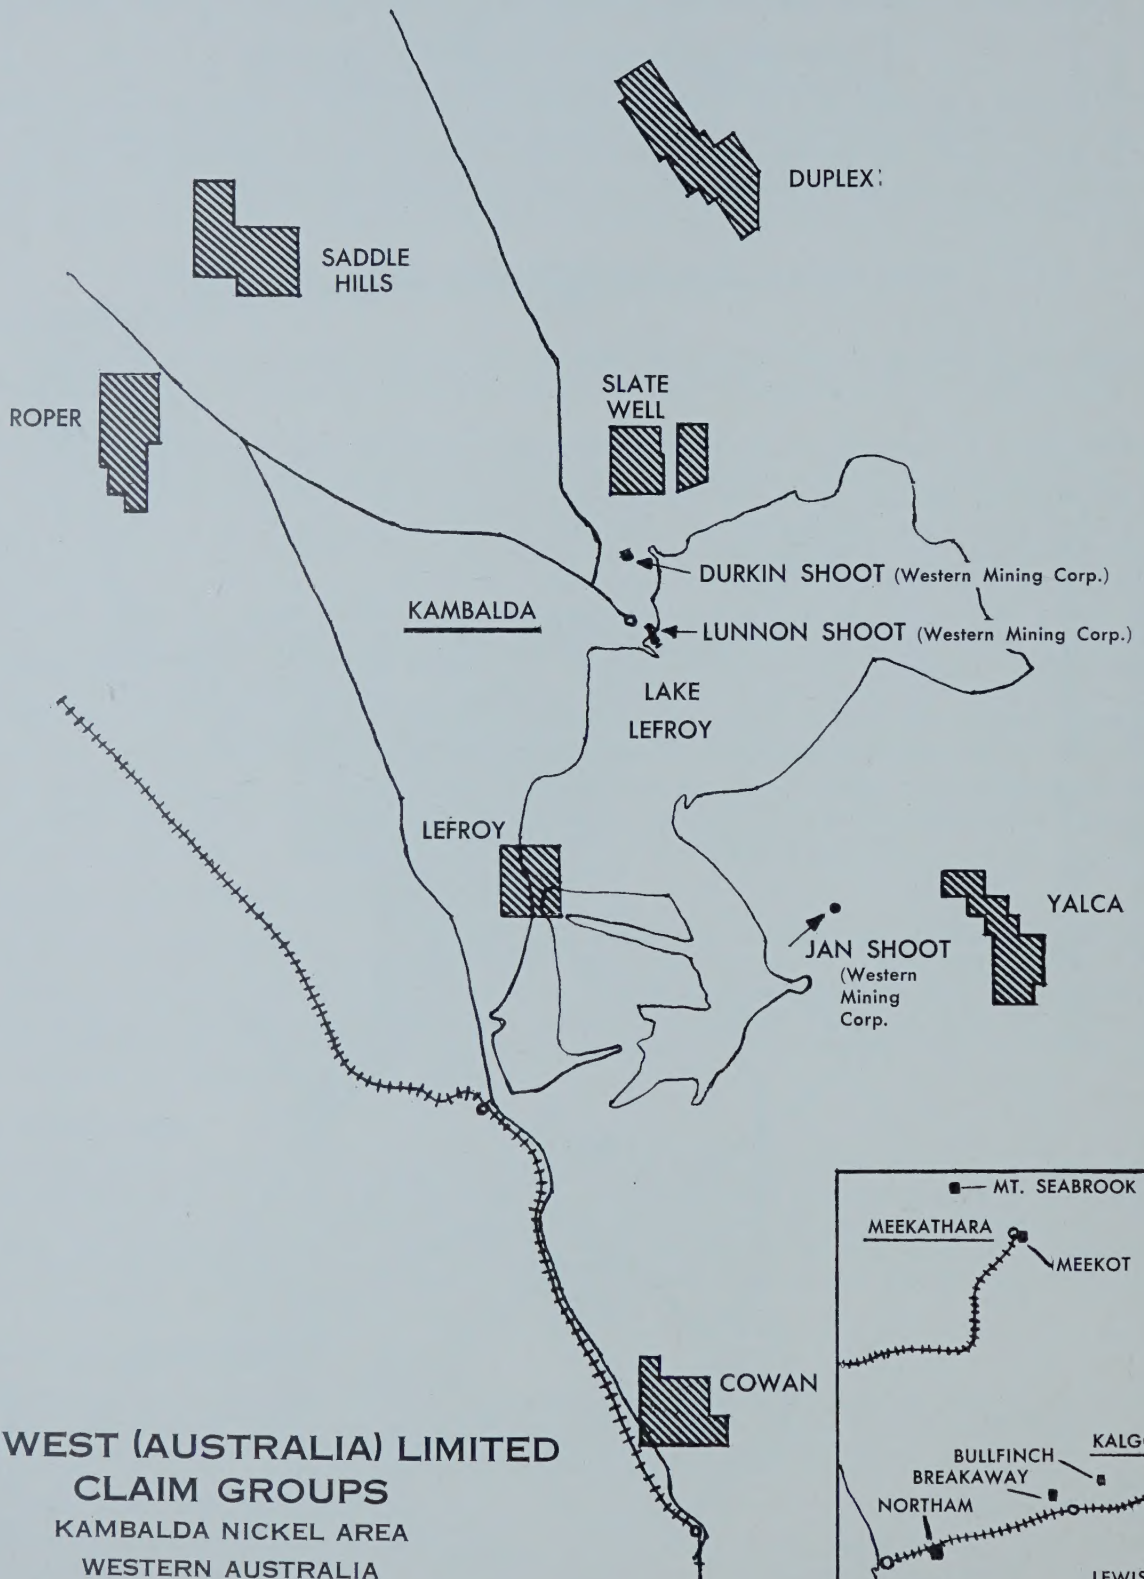 DUPLEX
SADDLE
HILLS
SLATE
WELL
ROPER
DURKIN SHOOT (Western Mining Corp.)
KAMBALDA
LUNNON SHOOT (Western Mining Corp.)
LAKE
LEFROY
LEFROY
YALCA
JAN SHOOT
(Western
Mining
Corp.
MT. SEABROOK
MEEKATHARA
MEEKOT
COWAN
WEST (AUSTRALIA) LIMITED
CLAIM GROUPS
KAMBALDA NICKEL AREA
WESTERN AUSTRALIA
KALG
BULLFINCH
BREAKAWAY
NORTHAM
LEWIS